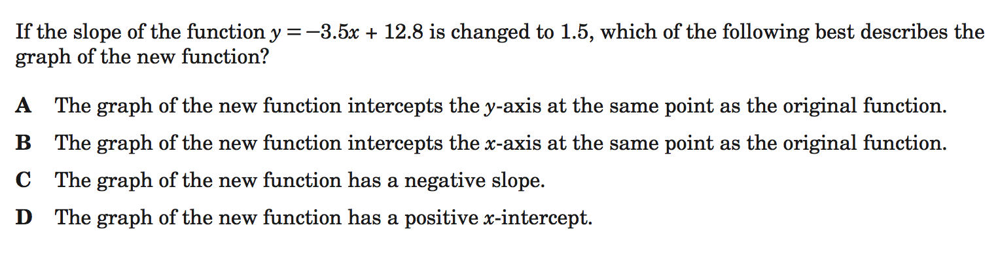 If the slope of the function y = −3.5x + 12.8 is changed to 1.5, which of the following best describes the
graph of the new function?
A The graph of the new function intercepts the y-axis at the same point as the original function.
B The graph of the new function intercepts the x-axis at the same point as the original function.
C The graph of the new function has a negative slope.
D The graph of the new function has a positive x-intercept.